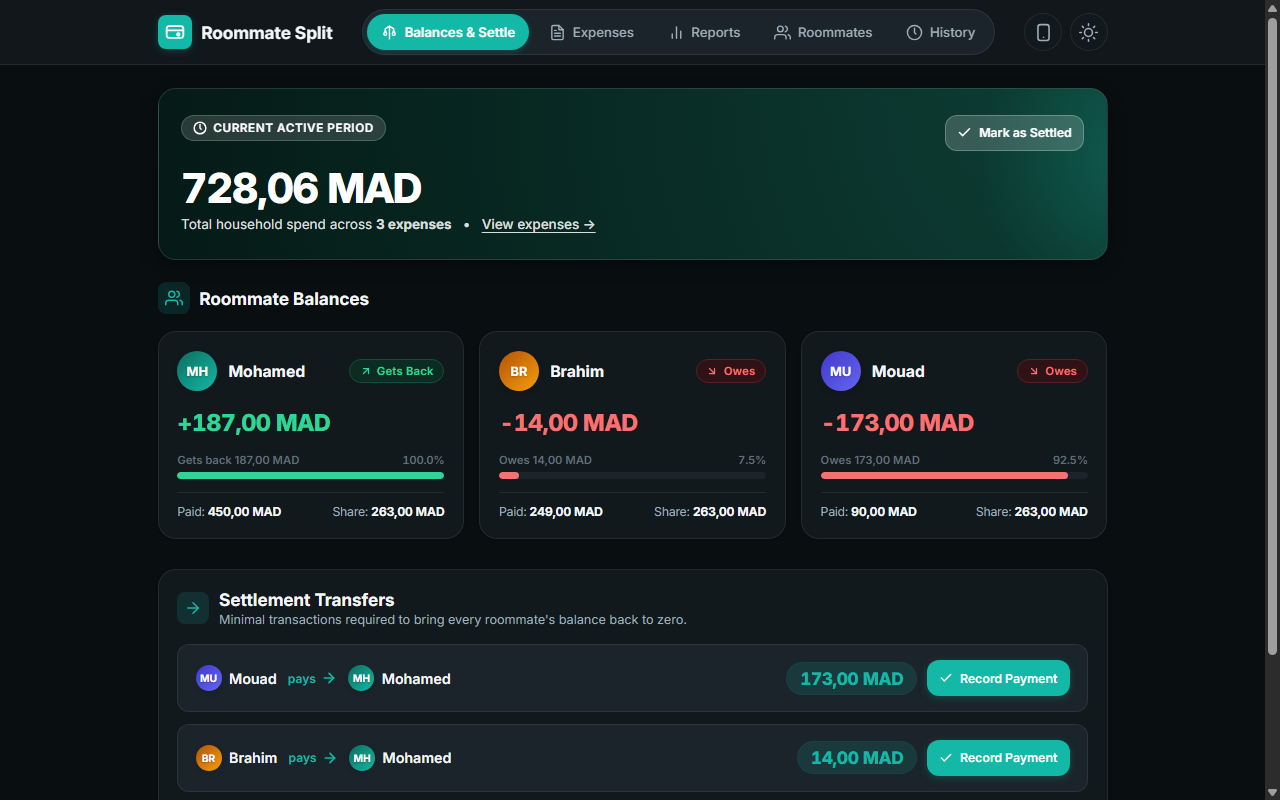 Roommate Split
Balances & Settle
Expenses
Reports
Roommates
History
CURRENT ACTIVE PERIOD
Mark as Settled
728,06 MAD
Total household spend across 3 expenses • View expenses →
Roommate Balances
MH Mohamed Gets Back
+187,00 MAD
Gets back 187,00 MAD 100.0%
Paid: 450,00 MAD Share: 263,00 MAD
BR Brahim Owes
-14,00 MAD
Owes 14,00 MAD 7.5%
Paid: 249,00 MAD Share: 263,00 MAD
MU Mouad Owes
-173,00 MAD
Owes 173,00 MAD 92.5%
Paid: 90,00 MAD Share: 263,00 MAD
Settlement Transfers
Minimal transactions required to bring every roommate's balance back to zero.
MU Mouad pays → MH Mohamed 173,00 MAD Record Payment
BR Brahim pays → MH Mohamed 14,00 MAD Record Payment